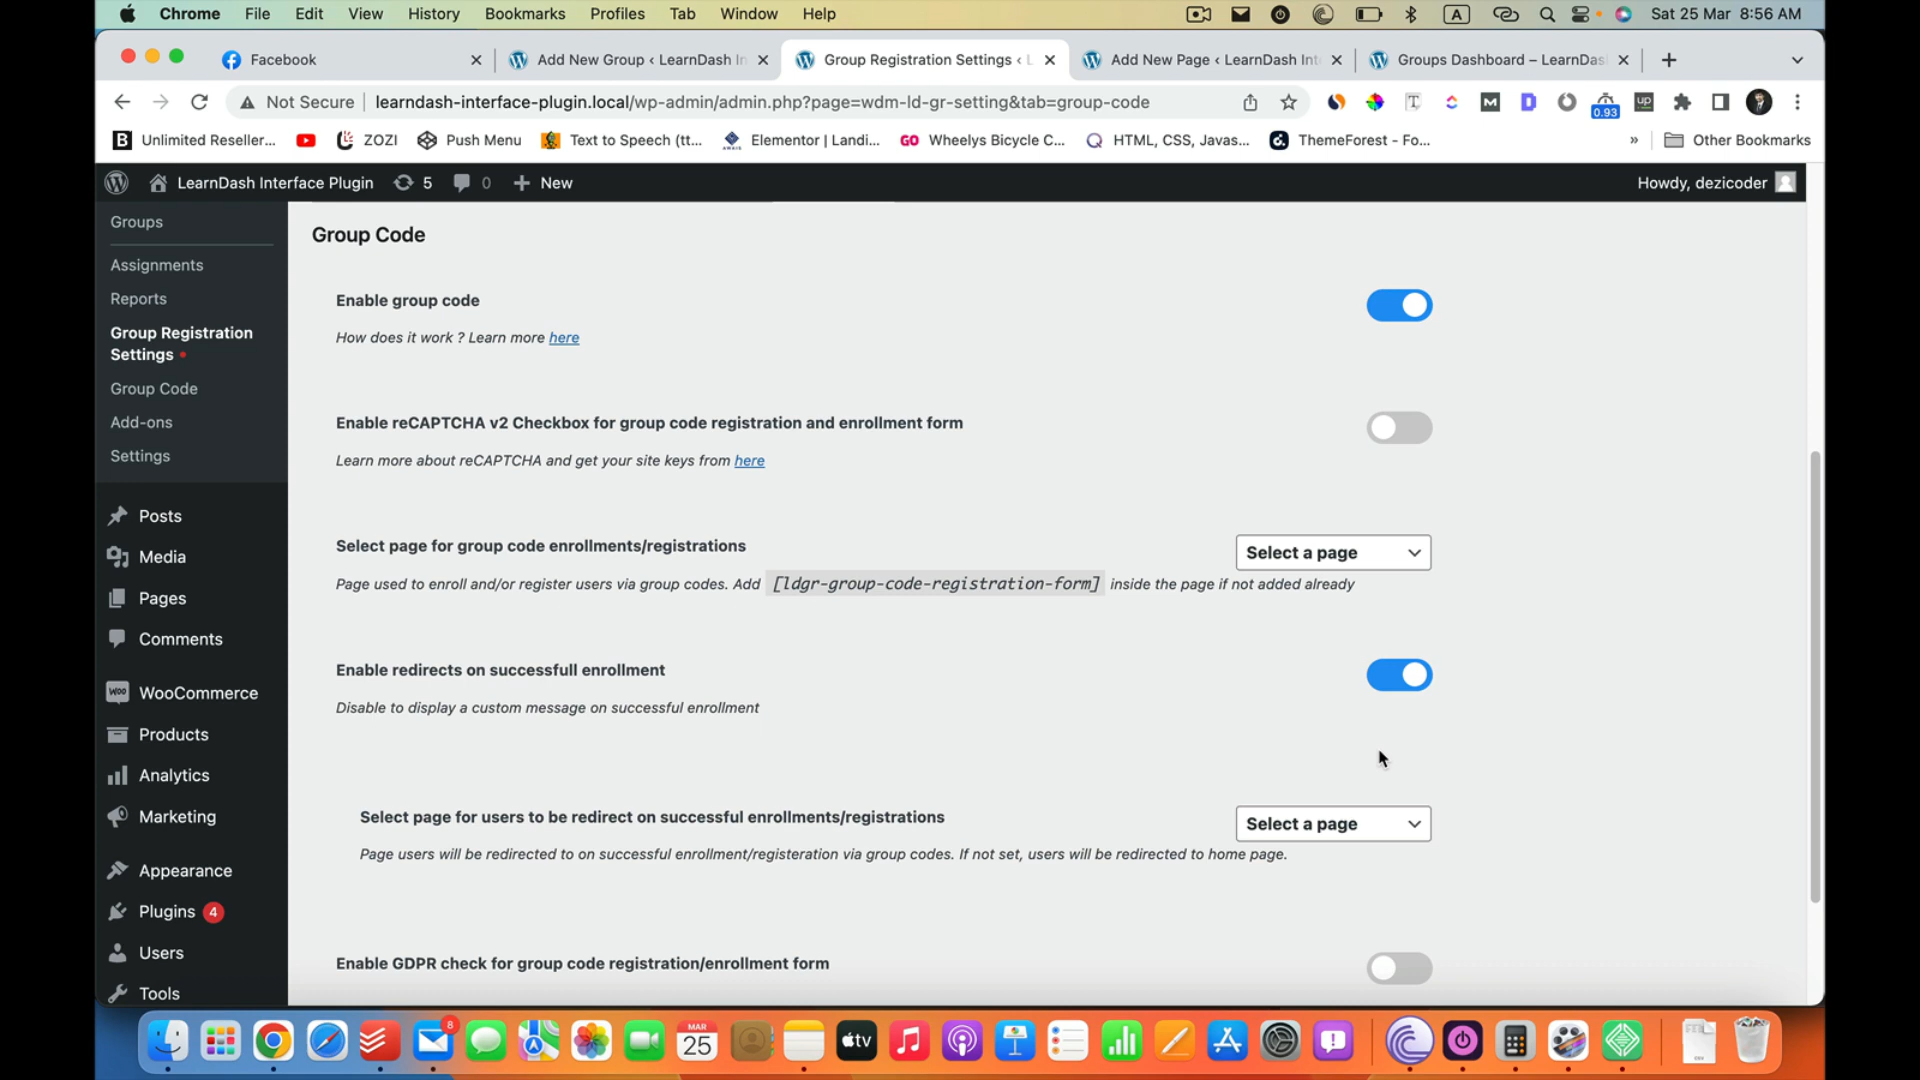 Chrome File Edit View History Bookmarks Profiles Tab Window Help A Sat 25 Mar 8:56 AM
Facebook Add New Group ‹ LearnDash In Group Registration Settings ‹ L Add New Page ‹ LearnDash Int Groups Dashboard – LearnDas
Not Secure learndash-interface-plugin.local/wp-admin/admin.php?page=wdm-ld-gr-setting&tab=group-code 0.93 up
Unlimited Reseller... ZOZI Push Menu Text to Speech (tt... Elementor | Landi... GO Wheelys Bicycle C... HTML, CSS, Javas... ThemeForest - Fo... » Other Bookmarks
LearnDash Interface Plugin 5 0 New Howdy, dezicoder
Groups
Assignments
Reports
Group Registration
Settings
Group Code
Add-ons
Settings
Posts
Media
Pages
Comments
WooCommerce
Products
Analytics
Marketing
Appearance
Plugins 4
Users
Tools
Group Code
Enable group code
How does it work ? Learn more here
Enable reCAPTCHA v2 Checkbox for group code registration and enrollment form
Learn more about reCAPTCHA and get your site keys from here
Select page for group code enrollments/registrations Select a page
Page used to enroll and/or register users via group codes. Add [ldgr-group-code-registration-form] inside the page if not added already
Enable redirects on successfull enrollment
Disable to display a custom message on successful enrollment
Select page for users to be redirect on successful enrollments/registrations Select a page
Page users will be redirected to on successful enrollment/registeration via group codes. If not set, users will be redirected to home page.
Enable GDPR check for group code registration/enrollment form
8 MAR 25 tv